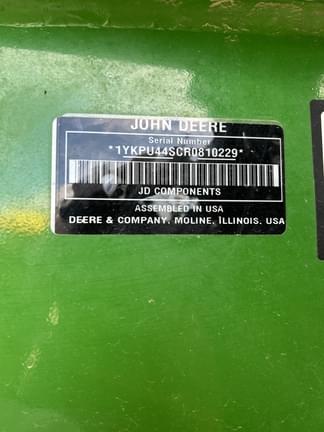 JOHN DEERE
Serial Number
*1YKPU44SCR0810229*
JD COMPONENTS
ASSEMBLED IN USA
DEERE & COMPANY, MOLINE, ILLINOIS, USA